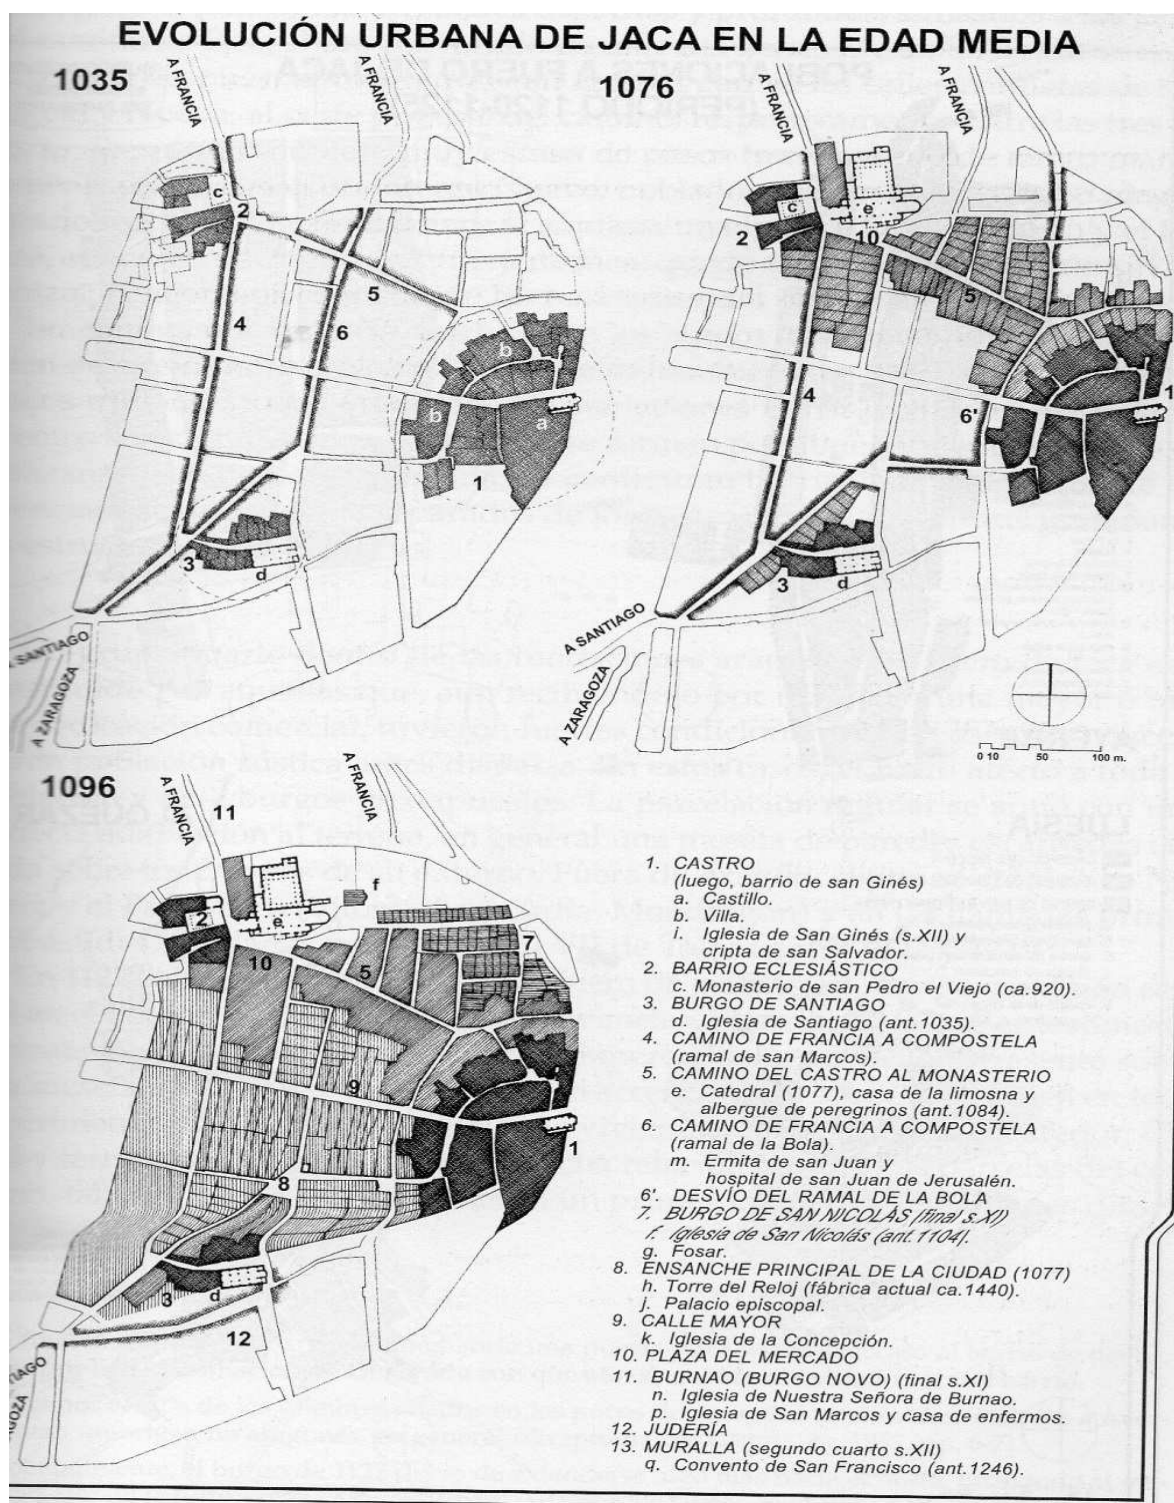 EVOLUCIÓN URBANA DE JACA EN LA EDAD MEDIA
1035
A FRANCIA
A FRANCIA
c
2
5
4
6
b
b
a
1
3
d
A SANTIAGO
A ZARAGOZA
1076
A FRANCIA
A FRANCIA
c
e
2
10
5
4
6'
1
3
d
A SANTIAGO
A ZARAGOZA
0 10 50 100 m.
1096
A FRANCIA
A FRANCIA
11
f
2
e
7
10
5
9
1
8
3
d
12
TIAGO
GOZA
1. CASTRO
(luego, barrio de san Ginés)
a. Castillo.
b. Villa.
i. Iglesia de San Ginés (s.XII) y
cripta de san Salvador.
2. BARRIO ECLESIÁSTICO
c. Monasterio de san Pedro el Viejo (ca.920).
3. BURGO DE SANTIAGO
d. Iglesia de Santiago (ant.1035).
4. CAMINO DE FRANCIA A COMPOSTELA
(ramal de san Marcos).
5. CAMINO DEL CASTRO AL MONASTERIO
e. Catedral (1077), casa de la limosna y
albergue de peregrinos (ant.1084).
6. CAMINO DE FRANCIA A COMPOSTELA
(ramal de la Bola).
m. Ermita de san Juan y
hospital de san Juan de Jerusalén.
6'. DESVÍO DEL RAMAL DE LA BOLA
7. BURGO DE SAN NICOLÁS (final s.XI)
f. Iglesia de San Nicolás (ant.1104).
g. Fosar.
8. ENSANCHE PRINCIPAL DE LA CIUDAD (1077)
h. Torre del Reloj (fábrica actual ca.1440).
j. Palacio episcopal.
9. CALLE MAYOR
k. Iglesia de la Concepción.
10. PLAZA DEL MERCADO
11. BURNAO (BURGO NOVO) (final s.XI)
n. Iglesia de Nuestra Señora de Burnao.
p. Iglesia de San Marcos y casa de enfermos.
12. JUDERÍA
13. MURALLA (segundo cuarto s.XII)
q. Convento de San Francisco (ant.1246).